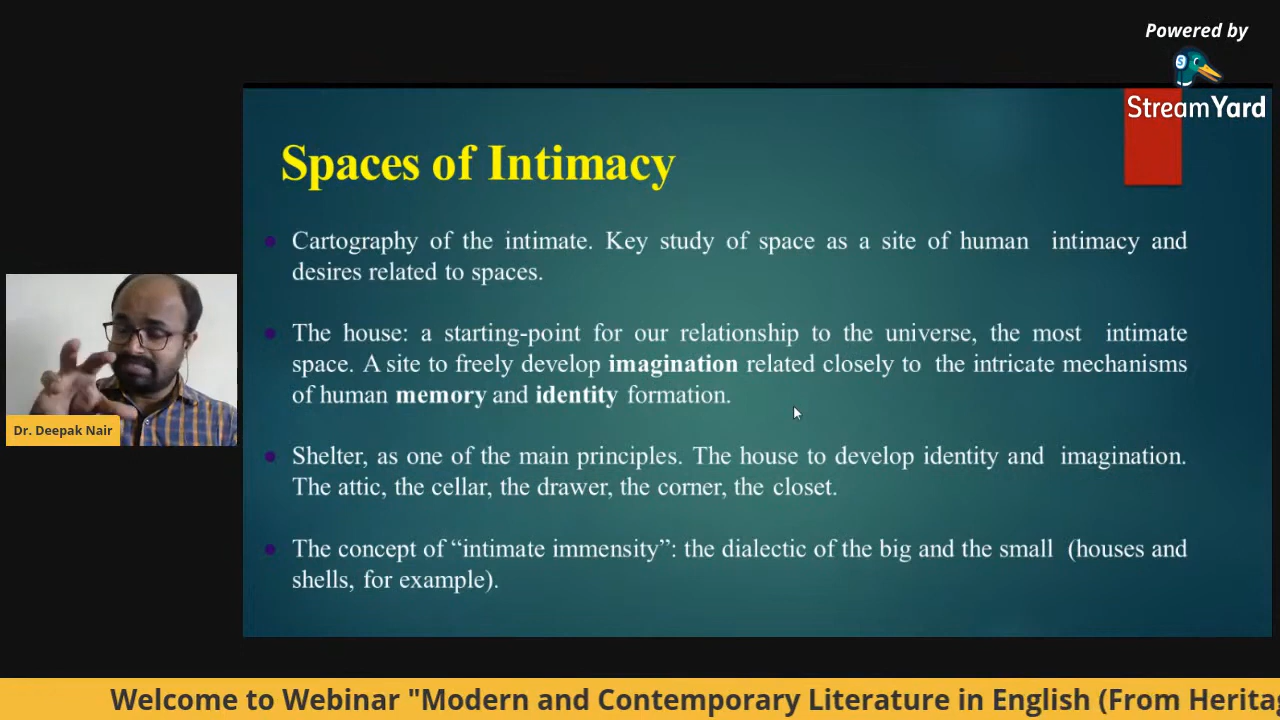 Powered by
StreamYard
Spaces of Intimacy
Cartography of the intimate. Key study of space as a site of human intimacy and
desires related to spaces.
The house: a starting-point for our relationship to the universe, the most intimate
space. A site to freely develop imagination related closely to the intricate mechanisms
of human memory and identity formation.
Shelter, as one of the main principles. The house to develop identity and imagination.
The attic, the cellar, the drawer, the corner, the closet.
The concept of “intimate immensity”: the dialectic of the big and the small (houses and
shells, for example).
Dr. Deepak Nair
Welcome to Webinar "Modern and Contemporary Literature in English (From Heritag